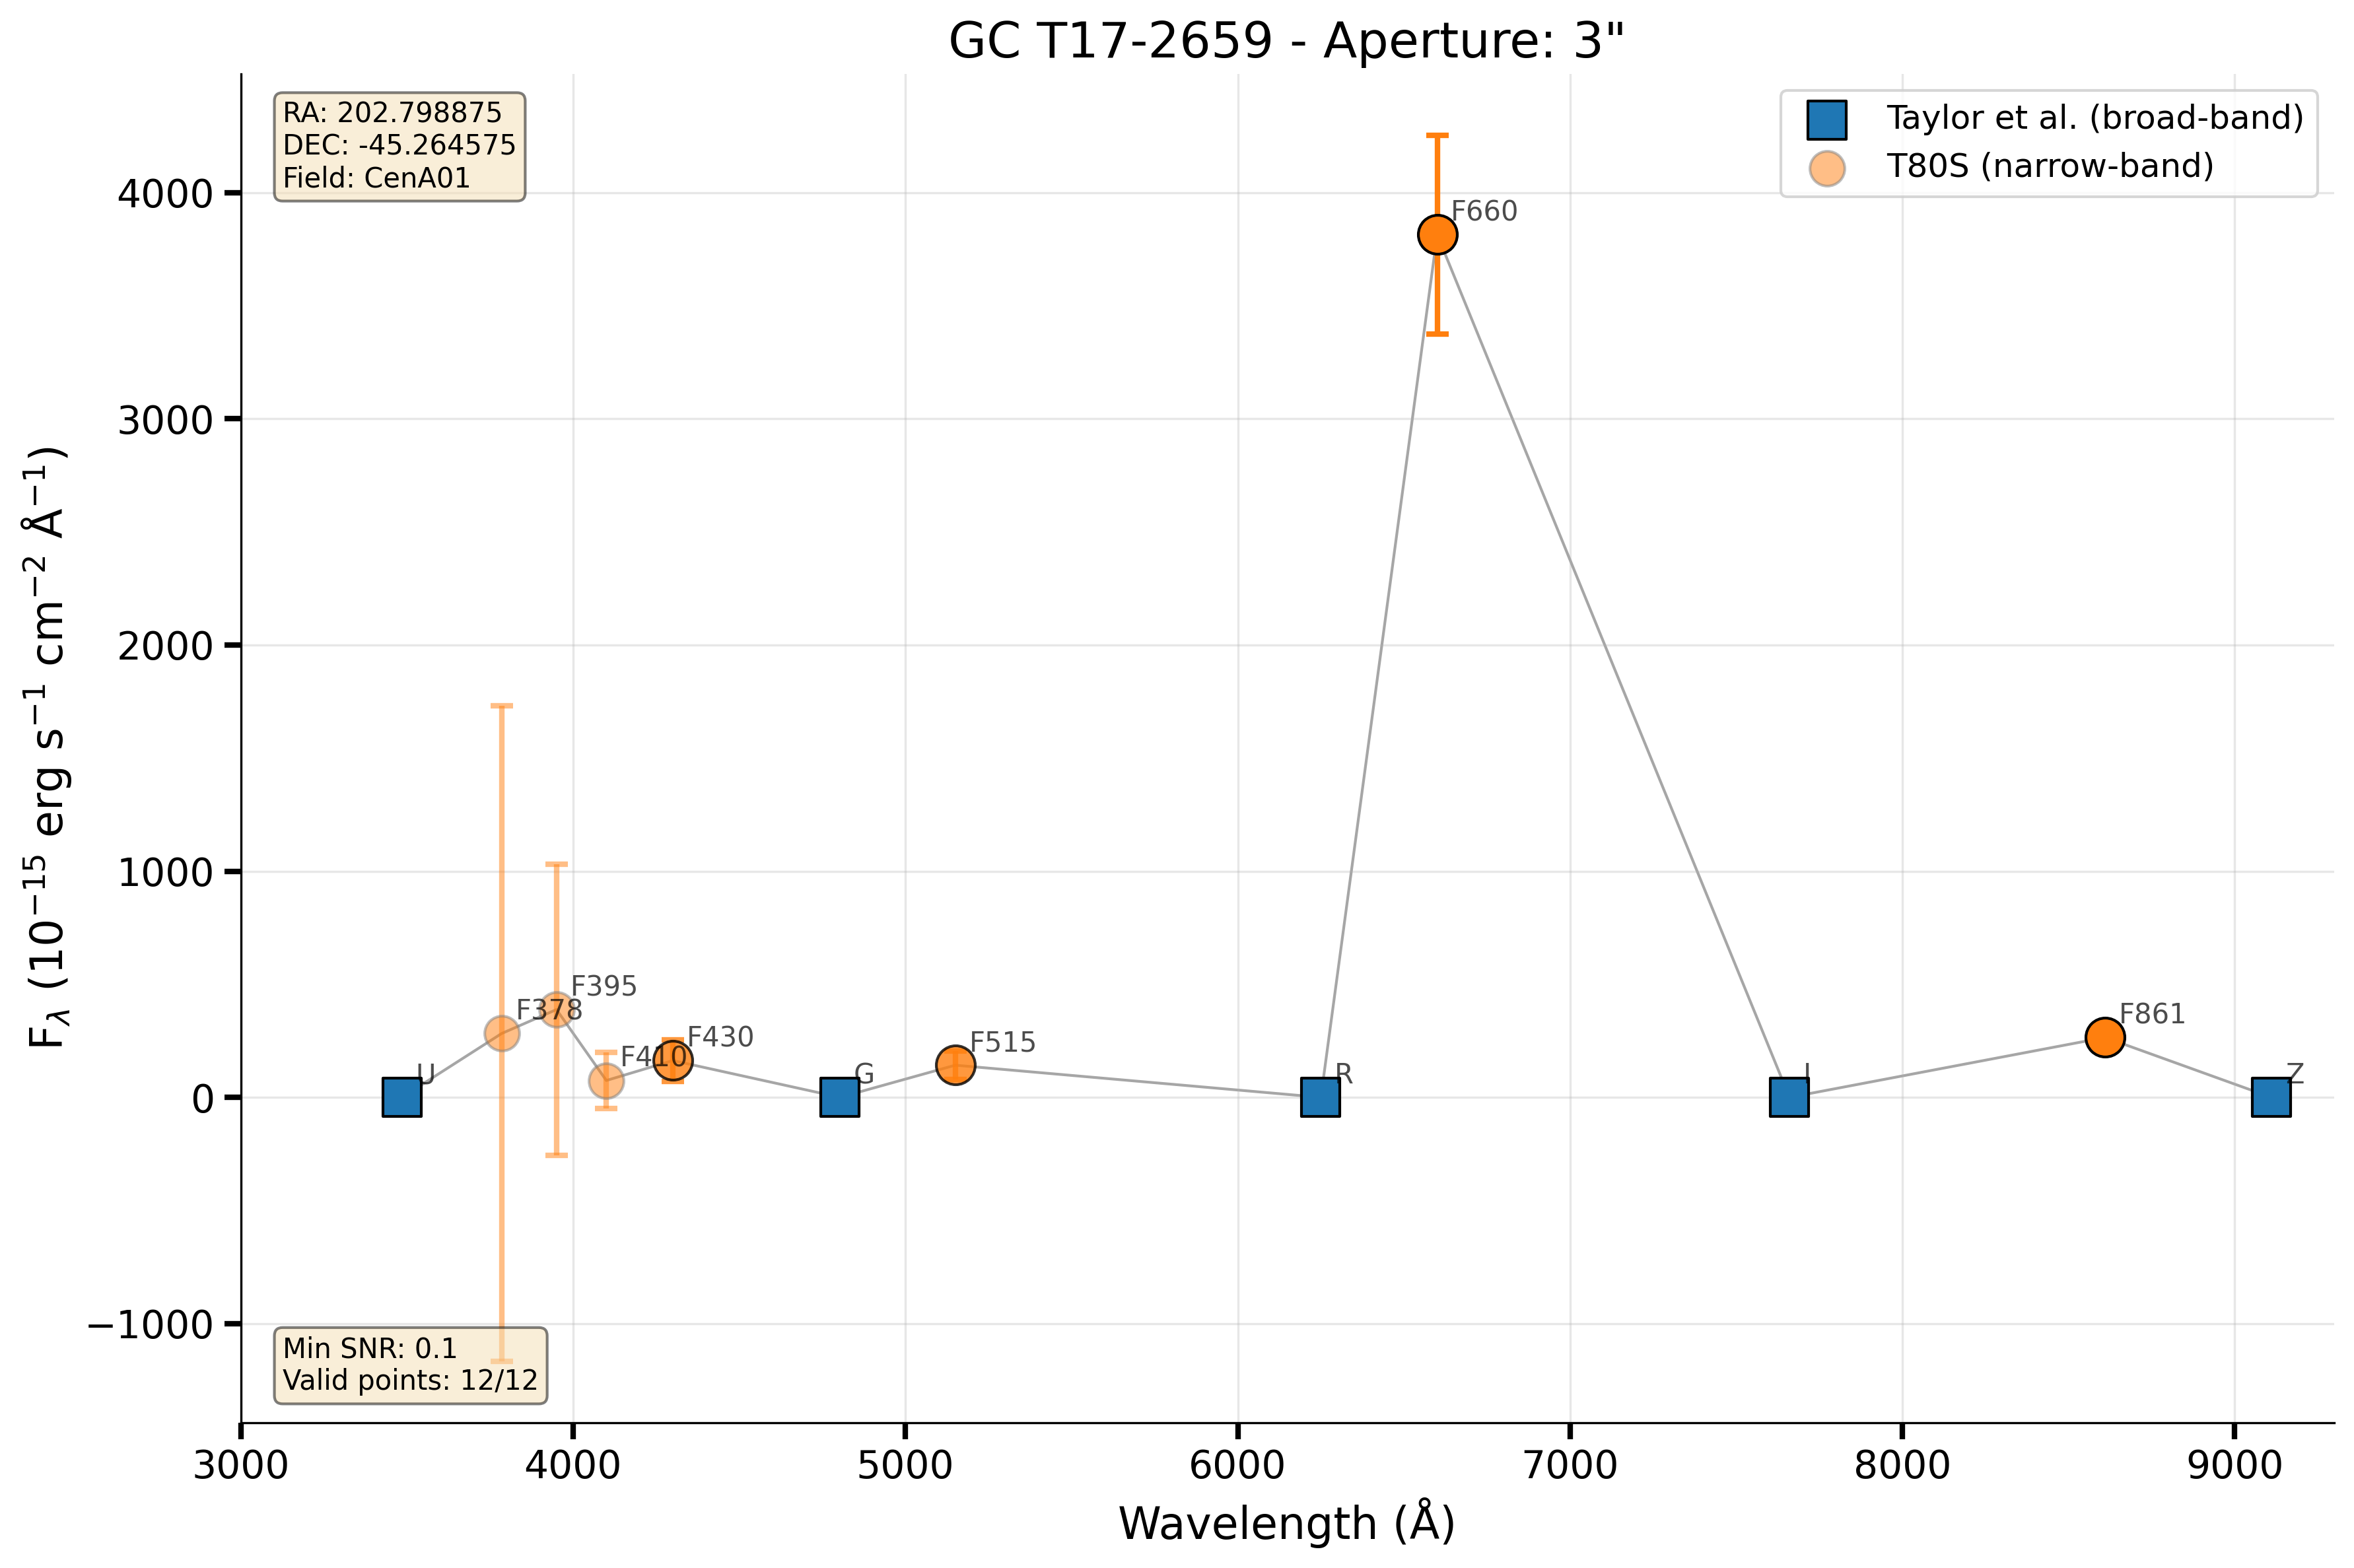 GC T17-2659 - Aperture: 3"
RA: 202.798875
DEC: -45.264575
Field: CenA01
Taylor et al. (broad-band)
T80S (narrow-band)
F660
F395
F378
F410
F430
F515
F861
U
G
R
I
Z
4000
3000
2000
1000
0
−1000
F_λ (10⁻¹⁵ erg s⁻¹ cm⁻² Å⁻¹)
Min SNR: 0.1
Valid points: 12/12
3000 4000 5000 6000 7000 8000 9000
Wavelength (Å)